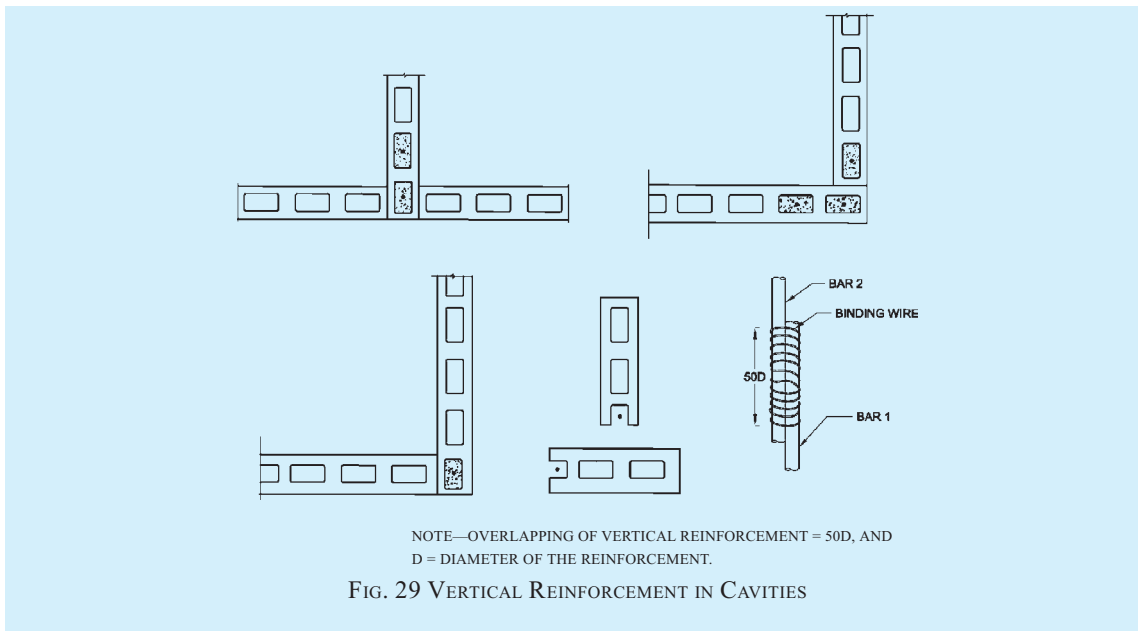 BAR 2
BINDING WIRE
50D
BAR 1
NOTE—OVERLAPPING OF VERTICAL REINFORCEMENT = 50D, AND
D = DIAMETER OF THE REINFORCEMENT.
FIG. 29 VERTICAL REINFORCEMENT IN CAVITIES